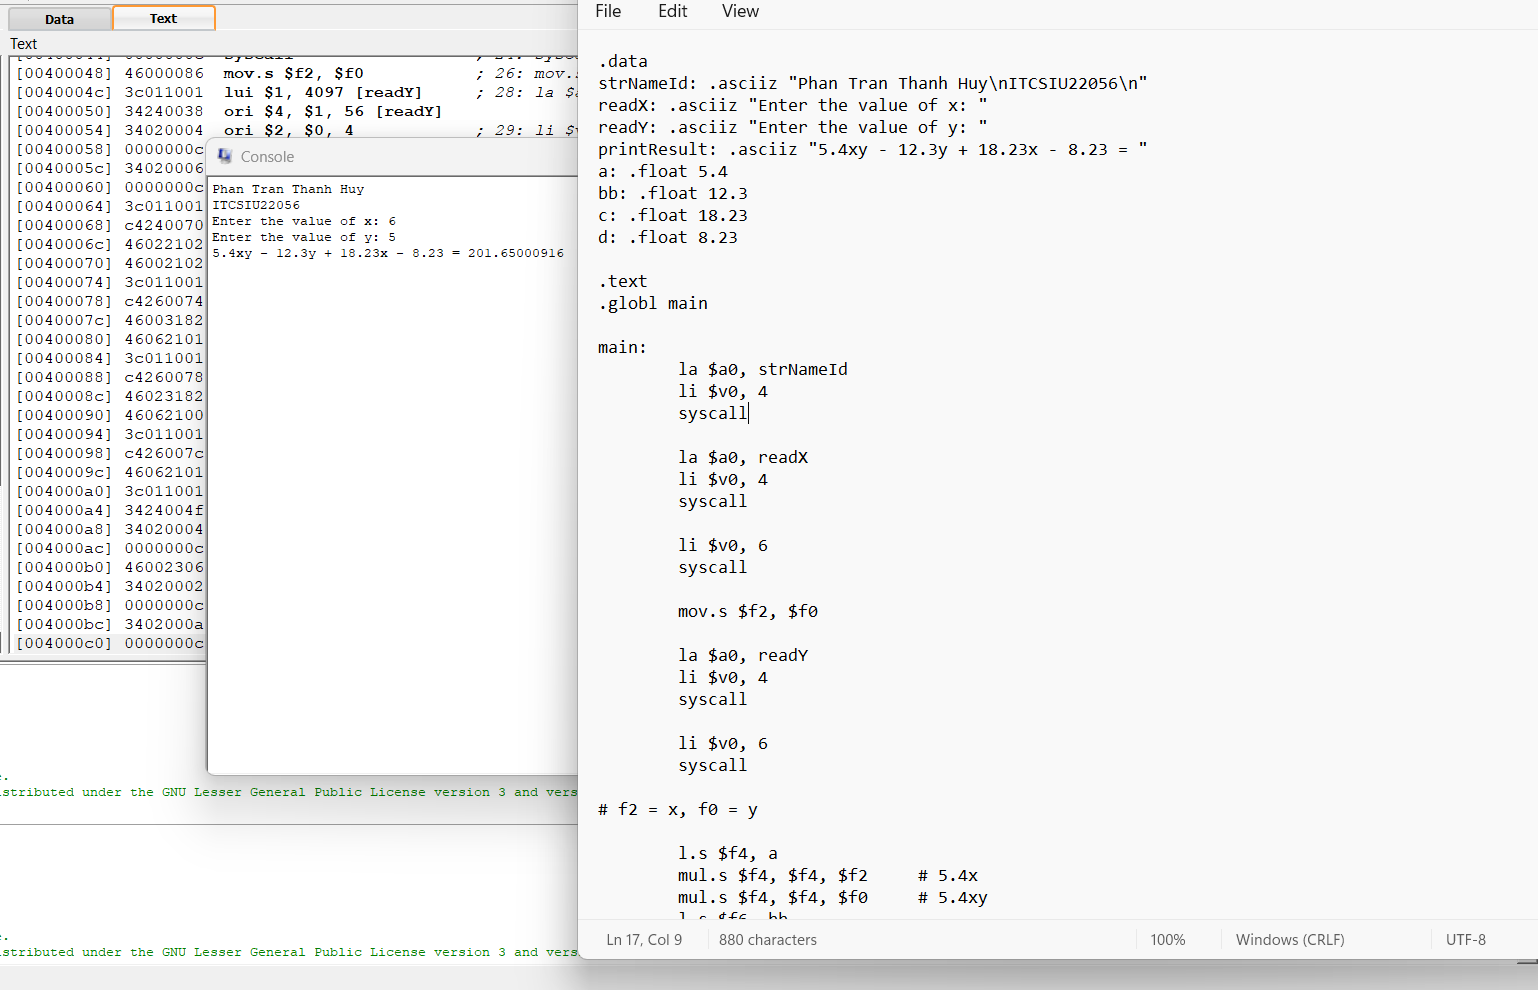 Data Text
Text
[00400048] 46000086 mov.s $f2, $f0 ; 26: mov.
[0040004c] 3c011001 lui $1, 4097 [readY] ; 28: la
[00400050] 34240038 ori $4, $1, 56 [readY]
[00400054] 34020004 ori $2, $0, 4 ; 29: li
[00400058] 0000000c
[0040005c] 34020006
[00400060] 0000000c
[00400064] 3c011001
[00400068] c4240070
[0040006c] 46022102
[00400070] 46002102
[00400074] 3c011001
[00400078] c4260074
[0040007c] 46003182
[00400080] 46062101
[00400084] 3c011001
[00400088] c4260078
[0040008c] 46023182
[00400090] 46062100
[00400094] 3c011001
[00400098] c426007c
[0040009c] 46062101
[004000a0] 3c011001
[004000a4] 3424004f
[004000a8] 34020004
[004000ac] 0000000c
[004000b0] 46002306
[004000b4] 34020002
[004000b8] 0000000c
[004000bc] 3402000a
[004000c0] 0000000c
stributed under the GNU Lesser General Public License version 3 and vers
stributed under the GNU Lesser General Public License version 3 and vers
Console
Phan Tran Thanh Huy
ITCSIU22056
Enter the value of x: 6
Enter the value of y: 5
5.4xy - 12.3y + 18.23x - 8.23 = 201.65000916
File Edit View
.data
strNameId: .asciiz "Phan Tran Thanh Huy\nITCSIU22056\n"
readX: .asciiz "Enter the value of x: "
readY: .asciiz "Enter the value of y: "
printResult: .asciiz "5.4xy - 12.3y + 18.23x - 8.23 = "
a: .float 5.4
bb: .float 12.3
c: .float 18.23
d: .float 8.23
.text
.globl main
main:
la $a0, strNameId
li $v0, 4
syscall
la $a0, readX
li $v0, 4
syscall
li $v0, 6
syscall
mov.s $f2, $f0
la $a0, readY
li $v0, 4
syscall
li $v0, 6
syscall
# f2 = x, f0 = y
l.s $f4, a
mul.s $f4, $f4, $f2 # 5.4x
mul.s $f4, $f4, $f0 # 5.4xy
Ln 17, Col 9 880 characters 100% Windows (CRLF) UTF-8